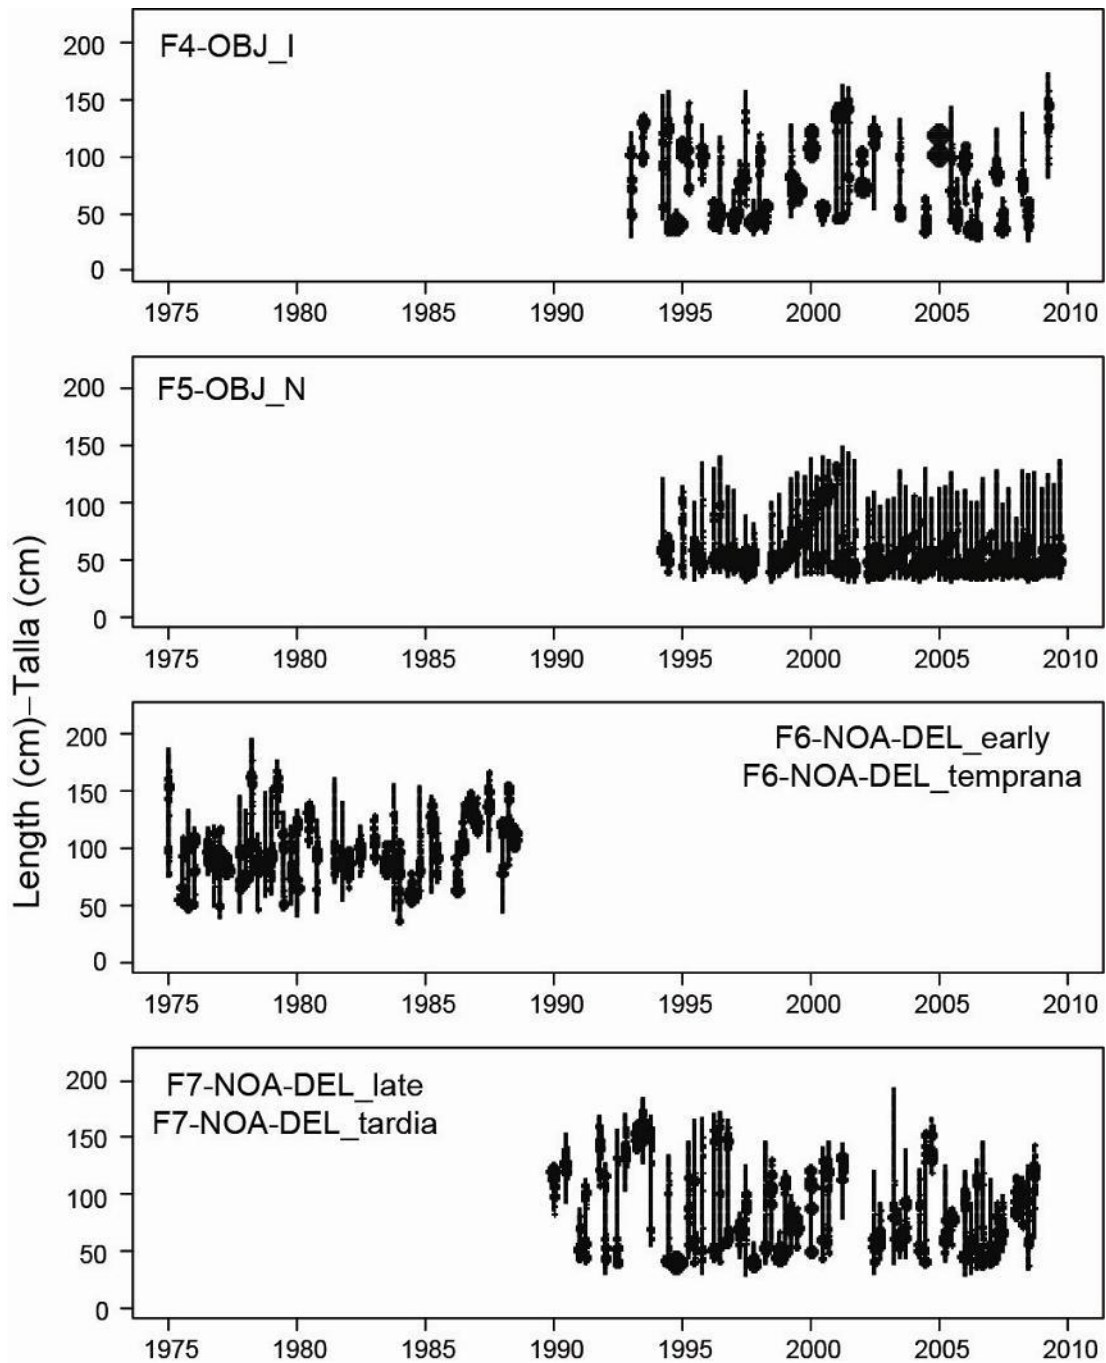 Length (cm)–Talla (cm)
F4-OBJ_I
200
150
100
50
0
1975 1980 1985 1990 1995 2000 2005 2010
F5-OBJ_N
200
150
100
50
0
1975 1980 1985 1990 1995 2000 2005 2010
F6-NOA-DEL_early
F6-NOA-DEL_temprana
200
150
100
50
0
1975 1980 1985 1990 1995 2000 2005 2010
F7-NOA-DEL_late
F7-NOA-DEL_tardia
200
150
100
50
0
1975 1980 1985 1990 1995 2000 2005 2010